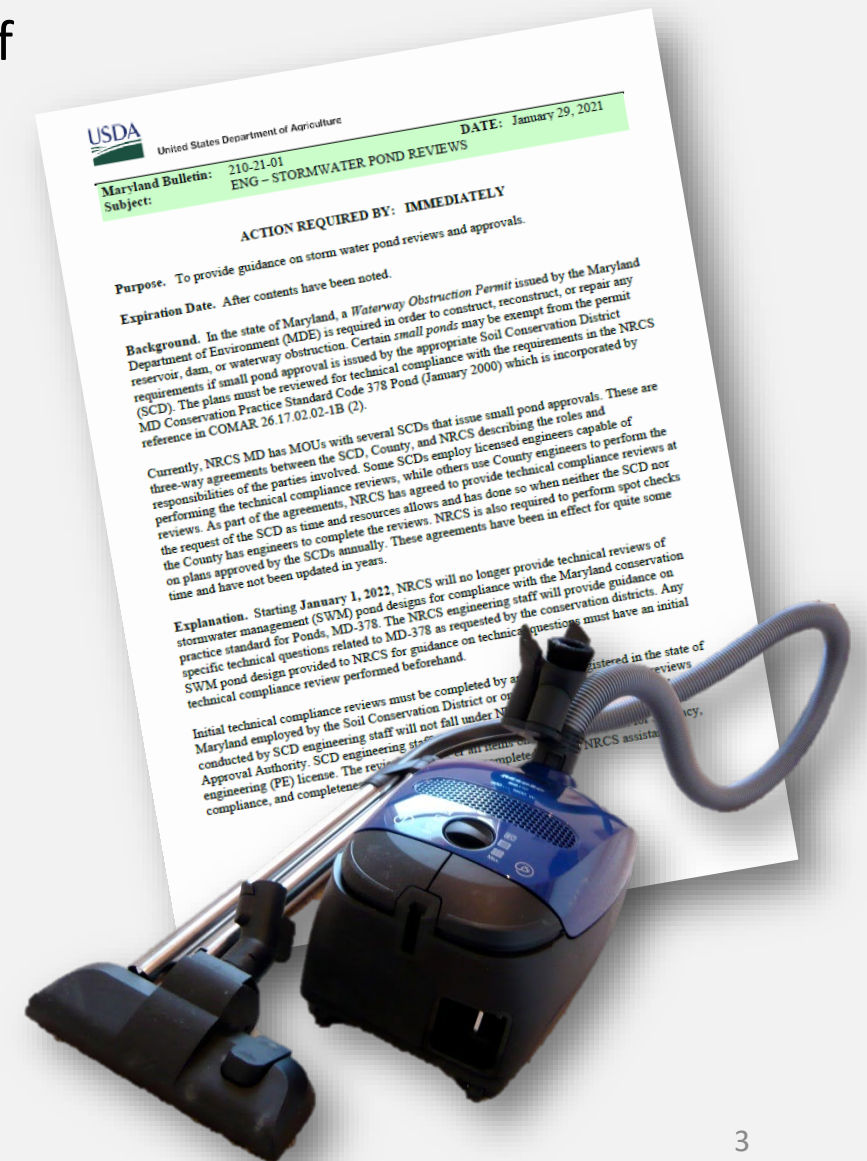 f
USDA
United States Department of Agriculture
Maryland Bulletin: 210-21-01 DATE: January 29, 2021
Subject: ENG – STORMWATER POND REVIEWS
ACTION REQUIRED BY: IMMEDIATELY
Purpose. To provide guidance on storm water pond reviews and approvals.
Expiration Date. After contents have been noted.
Background. In the state of Maryland, a Waterway Obstruction Permit issued by the Maryland
Department of Environment (MDE) is required in order to construct, reconstruct, or repair any
reservoir, dam, or waterway obstruction. Certain small ponds may be exempt from the permit
requirements if small pond approval is issued by the appropriate Soil Conservation District
(SCD). The plans must be reviewed for technical compliance with the requirements in the NRCS
MD Conservation Practice Standard Code 378 Pond (January 2000) which is incorporated by
reference in COMAR 26.17.02.02-1B (2).
Currently, NRCS MD has MOUs with several SCDs that issue small pond approvals. These are
three-way agreements between the SCD, County, and NRCS describing the roles and
responsibilities of the parties involved. Some SCDs employ licensed engineers capable of
performing the technical compliance reviews, while others use County engineers to perform the
reviews. As part of the agreements, NRCS has agreed to provide technical compliance reviews at
the request of the SCD as time and resources allows and has done so when neither the SCD nor
the County has engineers to complete the reviews. NRCS is also required to perform spot checks
on plans approved by the SCDs annually. These agreements have been in effect for quite some
time and have not been updated in years.
Explanation. Starting January 1, 2022, NRCS will no longer provide technical reviews of
stormwater management (SWM) pond designs for compliance with the Maryland conservation
practice standard for Ponds, MD-378. The NRCS engineering staff will provide guidance on
specific technical questions related to MD-378 as requested by the conservation districts. Any
SWM pond design provided to NRCS for guidance on technical questions must have an initial
technical compliance review performed beforehand.
Initial technical compliance reviews must be completed by an registered in the state of
Maryland employed by the Soil Conservation District or reviews
conducted by SCD engineering staff will not fall under
Approval Authority. SCD engineering all items
engineering (PE) license. The NRCS
compliance, and completeness
3